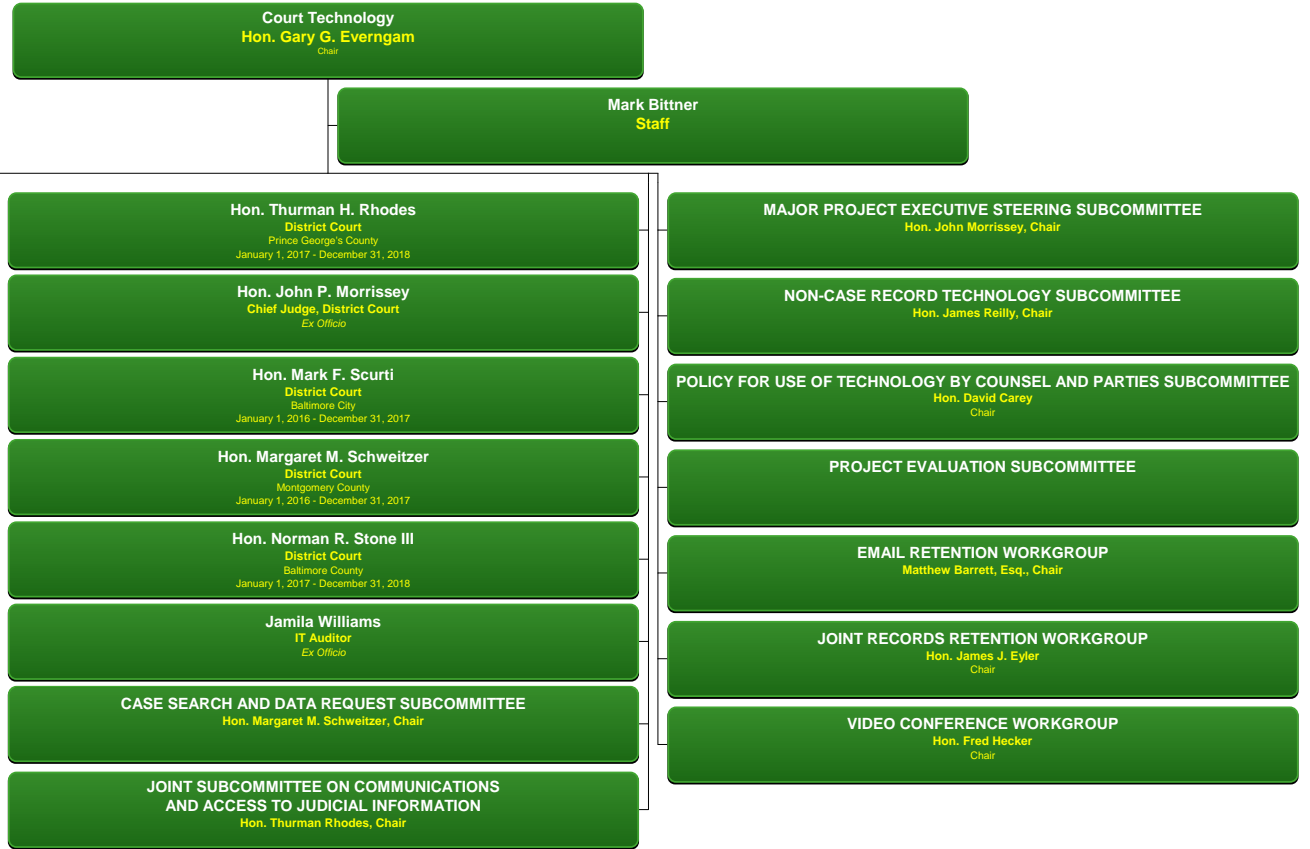 Court Technology
Hon. Gary G. Everngam
Chair
Mark Bittner
Staff
Hon. Thurman H. Rhodes
District Court
Prince George's County
January 1, 2017 - December 31, 2018
Hon. John P. Morrissey
Chief Judge, District Court
Ex Officio
Hon. Mark F. Scurti
District Court
Baltimore City
January 1, 2016 - December 31, 2017
Hon. Margaret M. Schweitzer
District Court
Montgomery County
January 1, 2016 - December 31, 2017
Hon. Norman R. Stone III
District Court
Baltimore County
January 1, 2017 - December 31, 2018
Jamila Williams
IT Auditor
Ex Officio
CASE SEARCH AND DATA REQUEST SUBCOMMITTEE
Hon. Margaret M. Schweitzer, Chair
JOINT SUBCOMMITTEE ON COMMUNICATIONS
AND ACCESS TO JUDICIAL INFORMATION
Hon. Thurman Rhodes, Chair
MAJOR PROJECT EXECUTIVE STEERING SUBCOMMITTEE
Hon. John Morrissey, Chair
NON-CASE RECORD TECHNOLOGY SUBCOMMITTEE
Hon. James Reilly, Chair
POLICY FOR USE OF TECHNOLOGY BY COUNSEL AND PARTIES SUBCOMMITTEE
Hon. David Carey
Chair
PROJECT EVALUATION SUBCOMMITTEE
EMAIL RETENTION WORKGROUP
Matthew Barrett, Esq., Chair
JOINT RECORDS RETENTION WORKGROUP
Hon. James J. Eyler
Chair
VIDEO CONFERENCE WORKGROUP
Hon. Fred Hecker
Chair